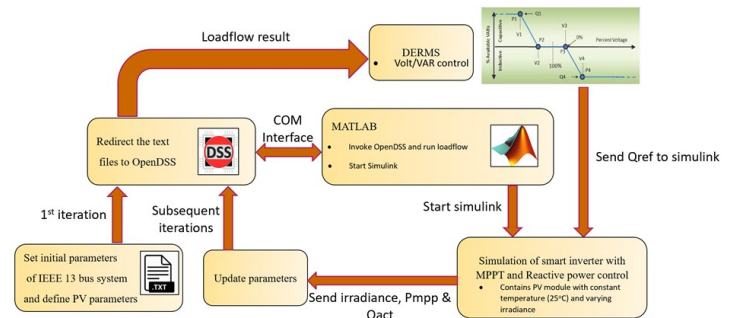 Loadflow result
DERMS
• Volt/VAR control
% Available VARs
Capacitive
Inductive
P1
Q1
V1
V3
0%
Percent Voltage
P2
P3
V2
100%
V4
P4
Q4
Redirect the text
files to OpenDSS
DSS
COM
Interface
MATLAB
• Invoke OpenDSS and run loadflow
• Start Simulink
Send Qref to simulink
1st iteration
Subsequent
iterations
Start simulink
Set initial parameters
of IEEE 13 bus system
and define PV parameters
.TXT
Update parameters
Send irradiance, Pmpp &
Qact
Simulation of smart inverter with
MPPT and Reactive power control
• Contains PV module with constant
temperature (25°C) and varying
irradiance